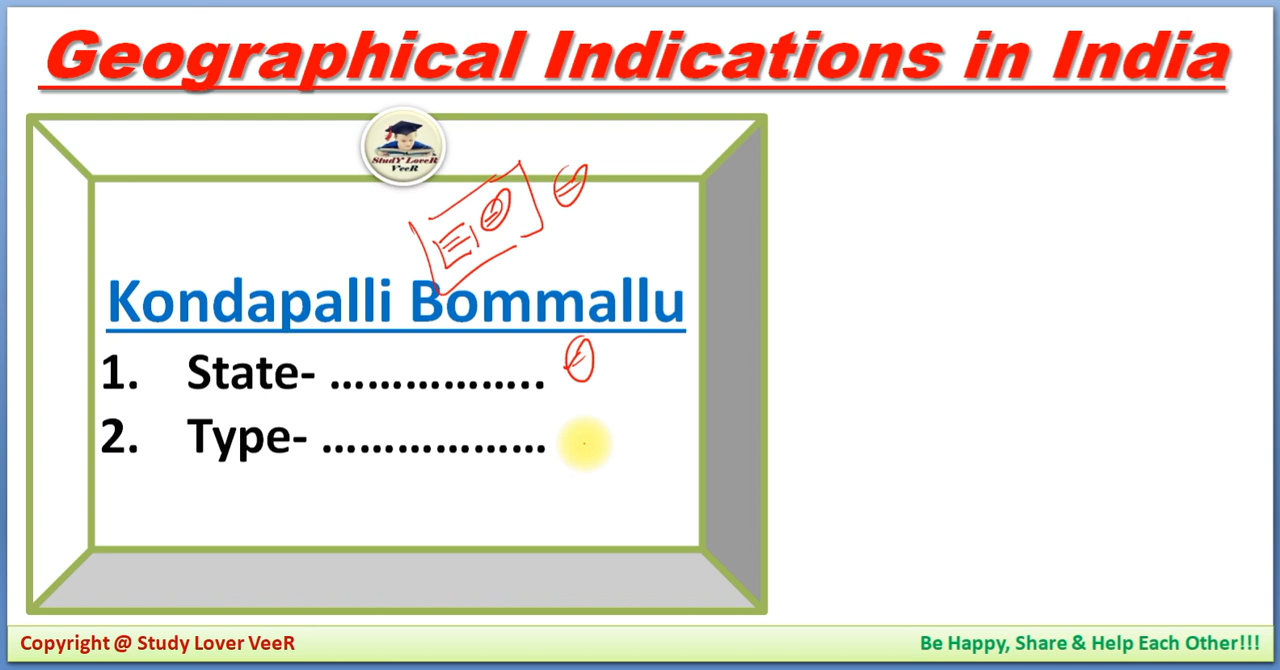 Geographical Indications in India
StudY LoveR
VeeR
Kondapalli Bommallu
1. State- ……………..
2. Type- ………………
Copyright @ Study Lover VeeR
Be Happy, Share & Help Each Other!!!